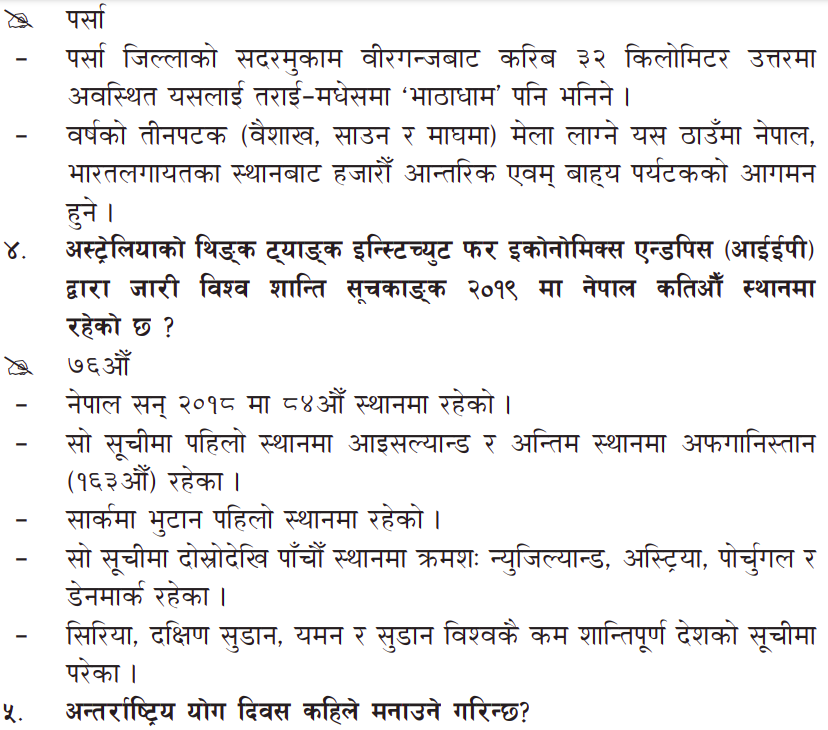 पर्सा
– पर्सा जिल्लाको सदरमुकाम वीरगन्जबाट करिब ३२ किलोमिटर उत्तरमा
अवस्थित यसलाई तराई-मधेसमा ‘भाठाधाम’ पनि भनिने ।
– वर्षको तीनपटक (वैशाख, साउन र माघमा) मेला लाग्ने यस ठाउँमा नेपाल,
भारतलगायतका स्थानबाट हजारौँ आन्तरिक एवम् बाह्य पर्यटकको आगमन
हुने ।
४. अस्ट्रेलियाको थिङ्क ट्याङ्क इन्स्टिच्युट फर इकोनोमिक्स एन्डपिस (आईईपी)
द्वारा जारी विश्व शान्ति सूचकाङ्क २०१९ मा नेपाल कतिऔँ स्थानमा
रहेको छ ?
७६औँ
– नेपाल सन् २०१८ मा ८४औँ स्थानमा रहेको ।
– सो सूचीमा पहिलो स्थानमा आइसल्यान्ड र अन्तिम स्थानमा अफगानिस्तान
(१६३औँ) रहेका ।
– सार्कमा भुटान पहिलो स्थानमा रहेको ।
– सो सूचीमा दोस्रोदेखि पाँचौँ स्थानमा क्रमशः न्युजिल्यान्ड, अस्ट्रिया, पोर्चुगल र
डेनमार्क रहेका ।
– सिरिया, दक्षिण सुडान, यमन र सुडान विश्वकै कम शान्तिपूर्ण देशको सूचीमा
परेका ।
५. अन्तर्राष्ट्रिय योग दिवस कहिले मनाउने गरिन्छ?